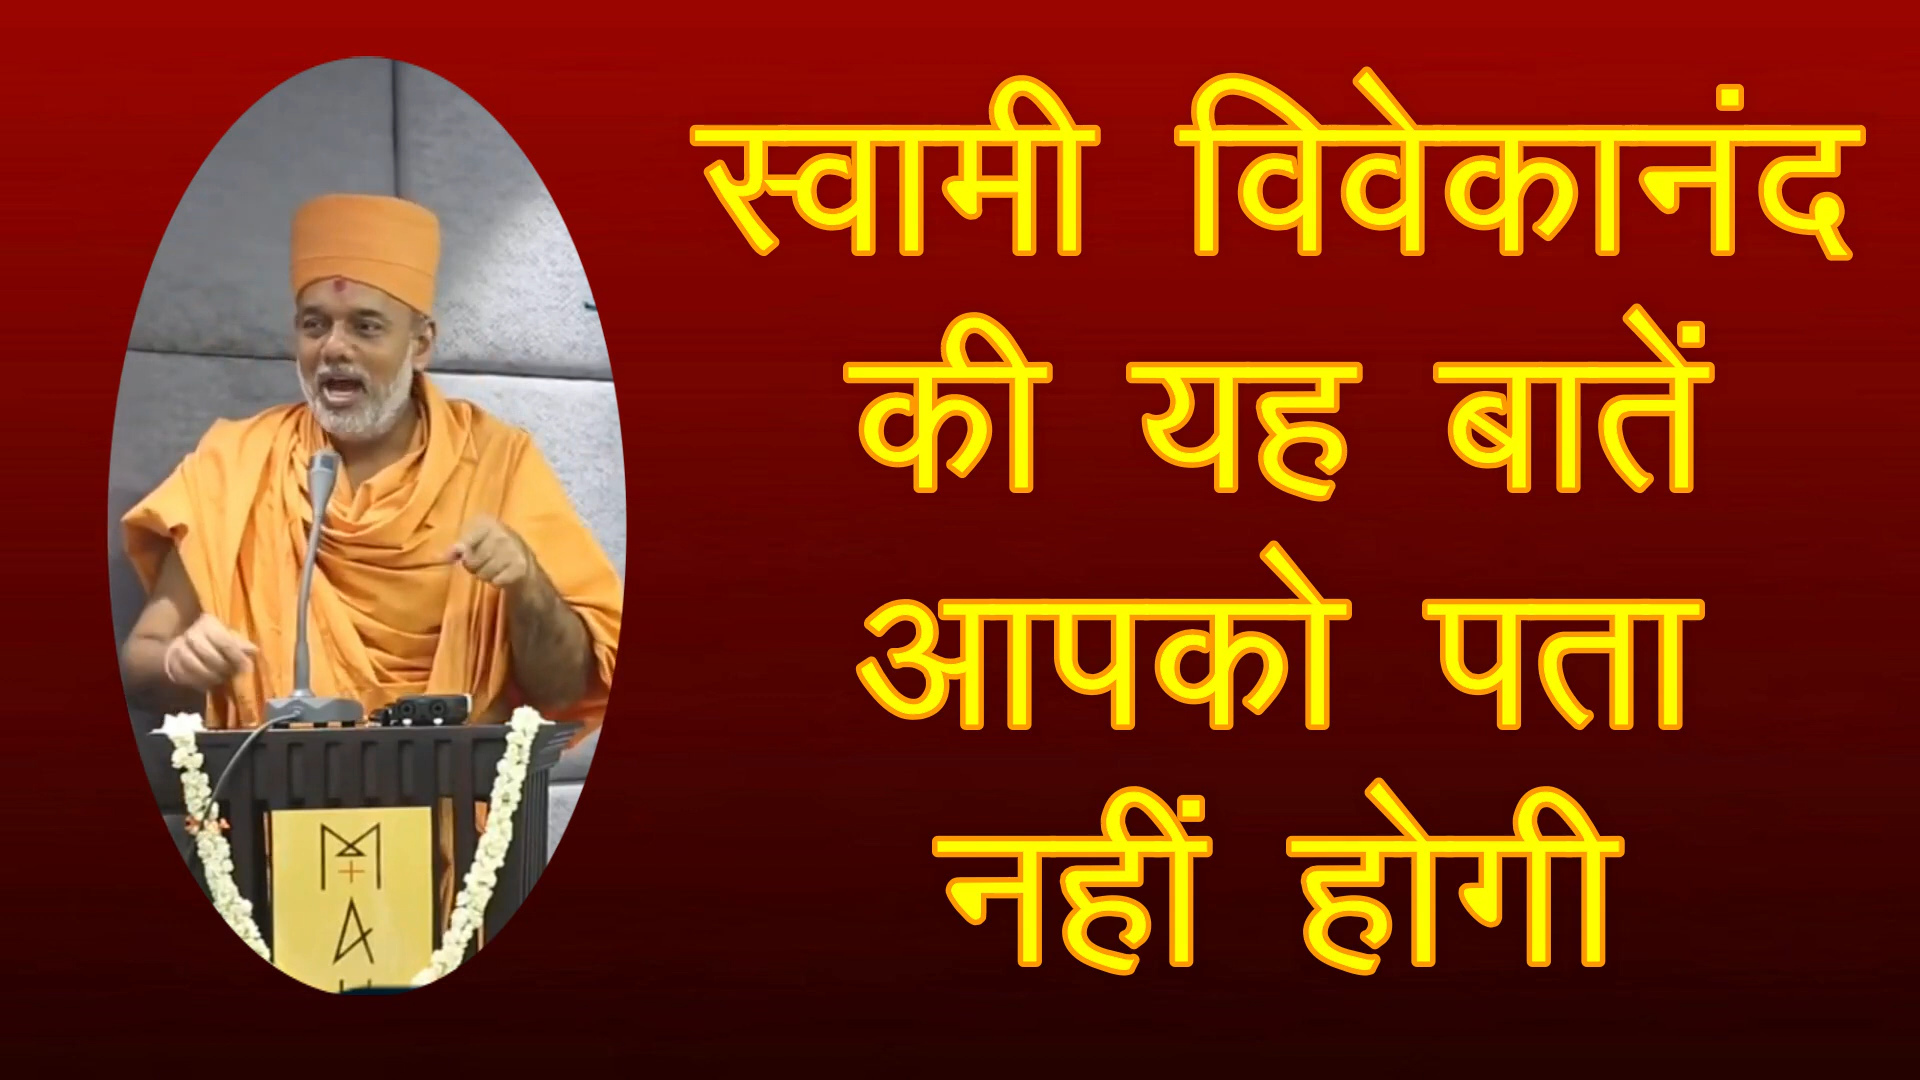 स्वामी विवेकानंद
की यह बातें
आपको पता
नहीं होगी